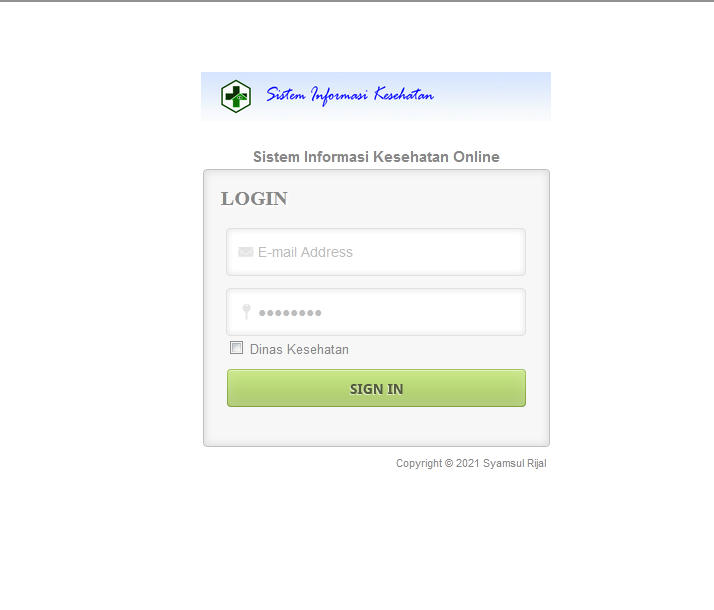 Sistem Informasi Kesehatan
Sistem Informasi Kesehatan Online
LOGIN
E-mail Address
••••••••
Dinas Kesehatan
SIGN IN
Copyright © 2021 Syamsul Rijal